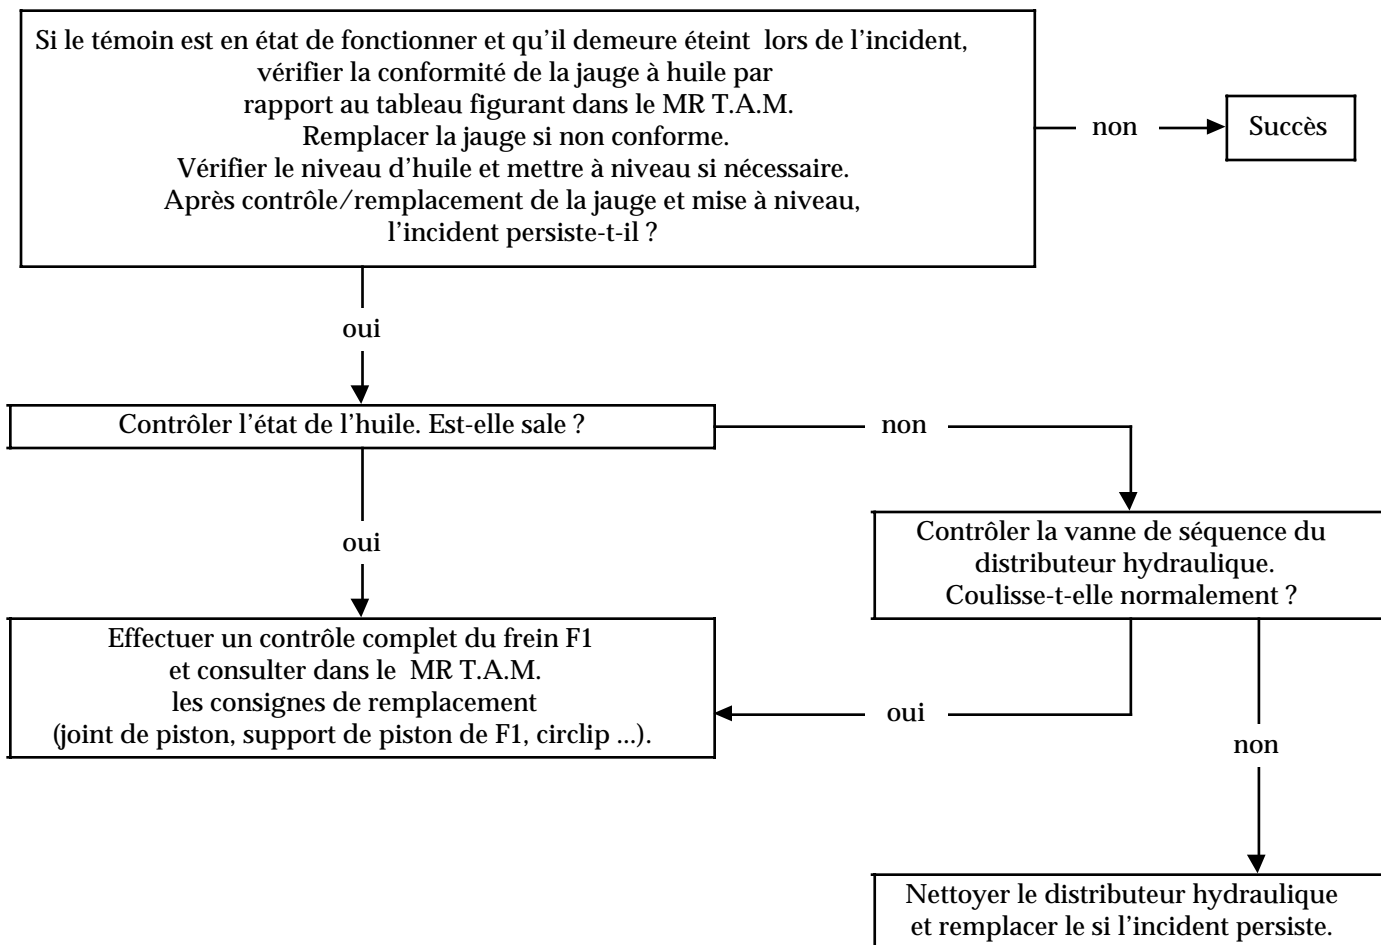 Si le témoin est en état de fonctionner et qu'il demeure éteint  lors de l'incident,
vérifier la conformité de la jauge à huile par
rapport au tableau figurant dans le MR T.A.M.
Remplacer la jauge si non conforme.
Vérifier le niveau d'huile et mettre à niveau si nécessaire.
Après contrôle/remplacement de la jauge et mise à niveau,
l'incident persiste-t-il ?
non
Succès
oui
Contrôler l'état de l'huile. Est-elle sale ?
non
oui
Contrôler la vanne de séquence du
distributeur hydraulique.
Coulisse-t-elle normalement ?
Effectuer un contrôle complet du frein F1
et consulter dans le  MR T.A.M.
les consignes de remplacement
(joint de piston, support de piston de F1, circlip ...).
oui
non
Nettoyer le distributeur hydraulique
et remplacer le si l'incident persiste.